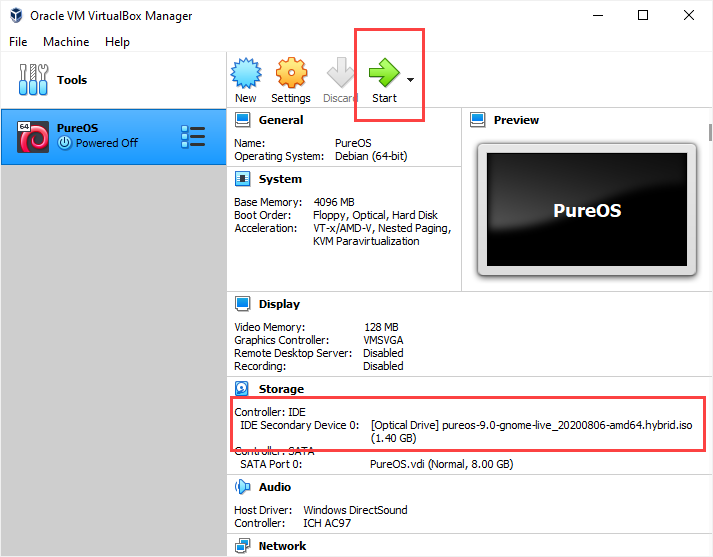 Oracle VM VirtualBox Manager
File Machine Help
Tools
New Settings Discard Start
64
PureOS
Powered Off
General
Name: PureOS
Operating System: Debian (64-bit)
System
Base Memory: 4096 MB
Boot Order: Floppy, Optical, Hard Disk
Acceleration: VT-x/AMD-V, Nested Paging,
KVM Paravirtualization
Preview
PureOS
Display
Video Memory: 128 MB
Graphics Controller: VMSVGA
Remote Desktop Server: Disabled
Recording: Disabled
Storage
Controller: IDE
IDE Secondary Device 0: [Optical Drive] pureos-9.0-gnome-live_20200806-amd64.hybrid.iso
(1.40 GB)
Controller: SATA
SATA Port 0: PureOS.vdi (Normal, 8.00 GB)
Audio
Host Driver: Windows DirectSound
Controller: ICH AC97
Network